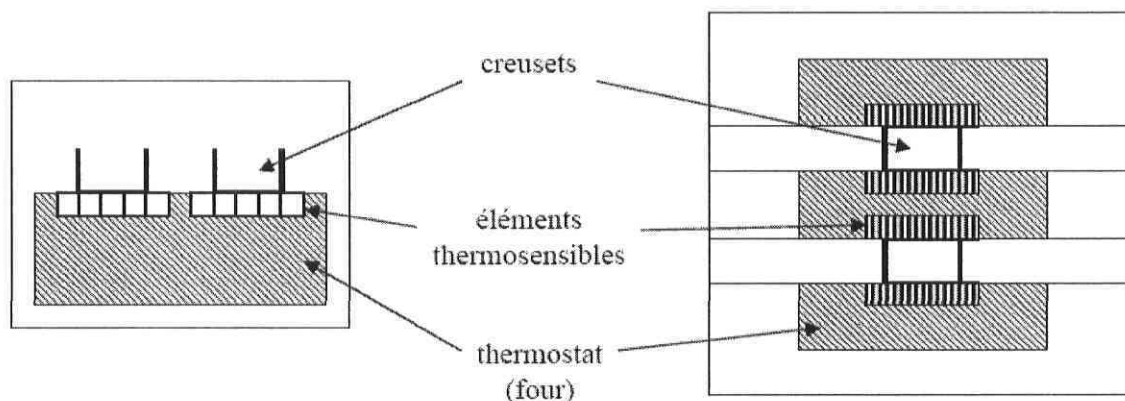 creusets
éléments
thermosensibles
thermostat
(four)